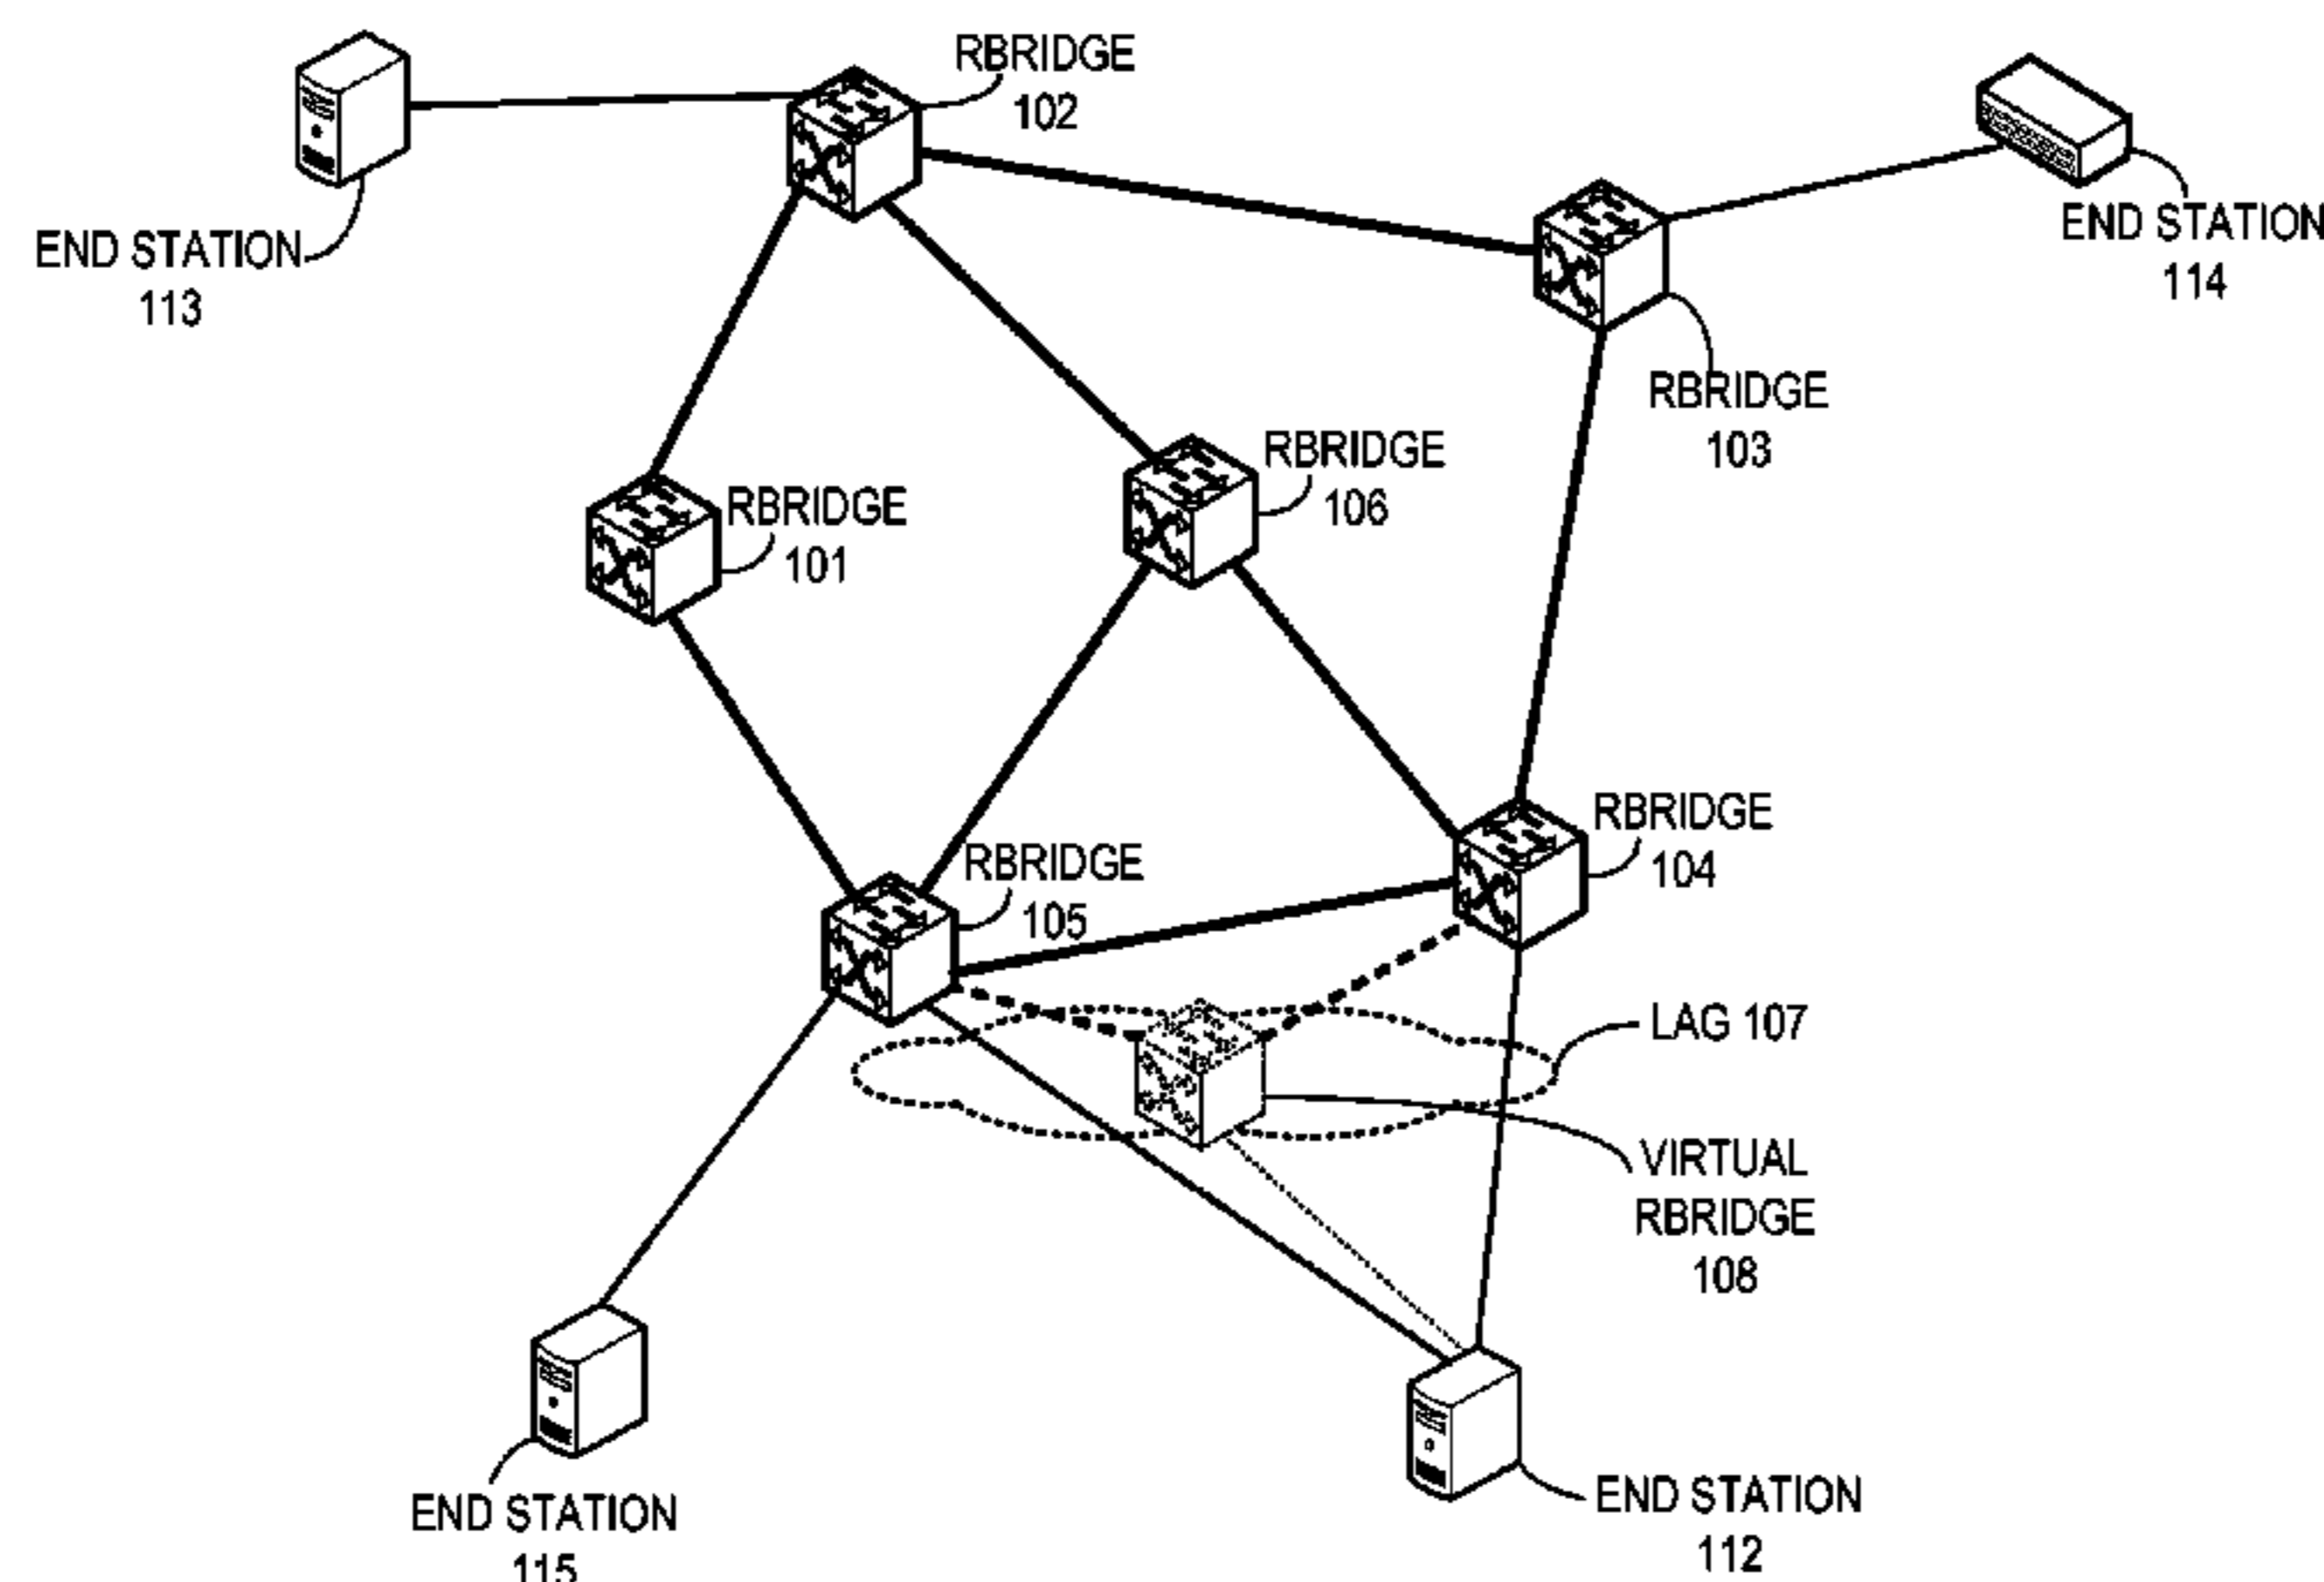 RBRIDGE
102
END STATION
113
END STATION
114
RBRIDGE
103
RBRIDGE
106
RBRIDGE
101
RBRIDGE
104
RBRIDGE
105
LAG 107
VIRTUAL
RBRIDGE
108
END STATION
115
END STATION
112